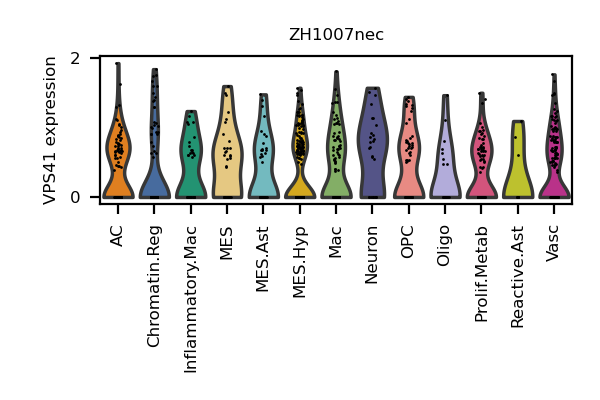 ZH1007nec
VPS41 expression
2
0
AC
Chromatin.Reg
Inflammatory.Mac
MES
MES.Ast
MES.Hyp
Mac
Neuron
OPC
Oligo
Prolif.Metab
Reactive.Ast
Vasc